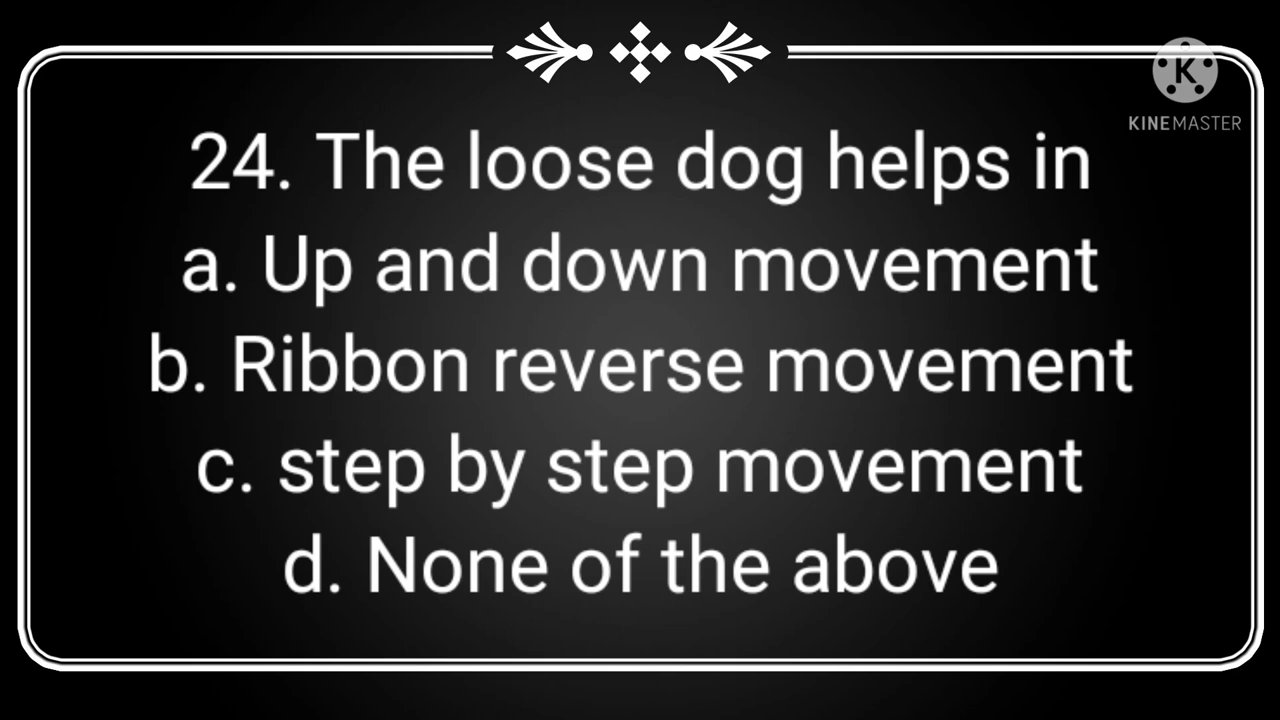 K
KINEMASTER
24. The loose dog helps in
a. Up and down movement
b. Ribbon reverse movement
c. step by step movement
d. None of the above